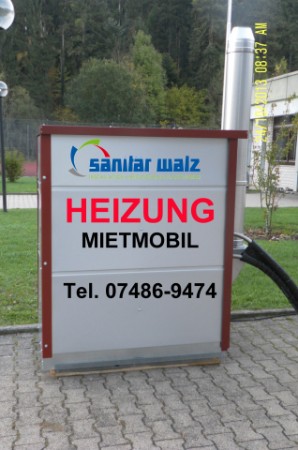 sanitär walz
HEIZUNG
MIETMOBIL
Tel. 07486-9474